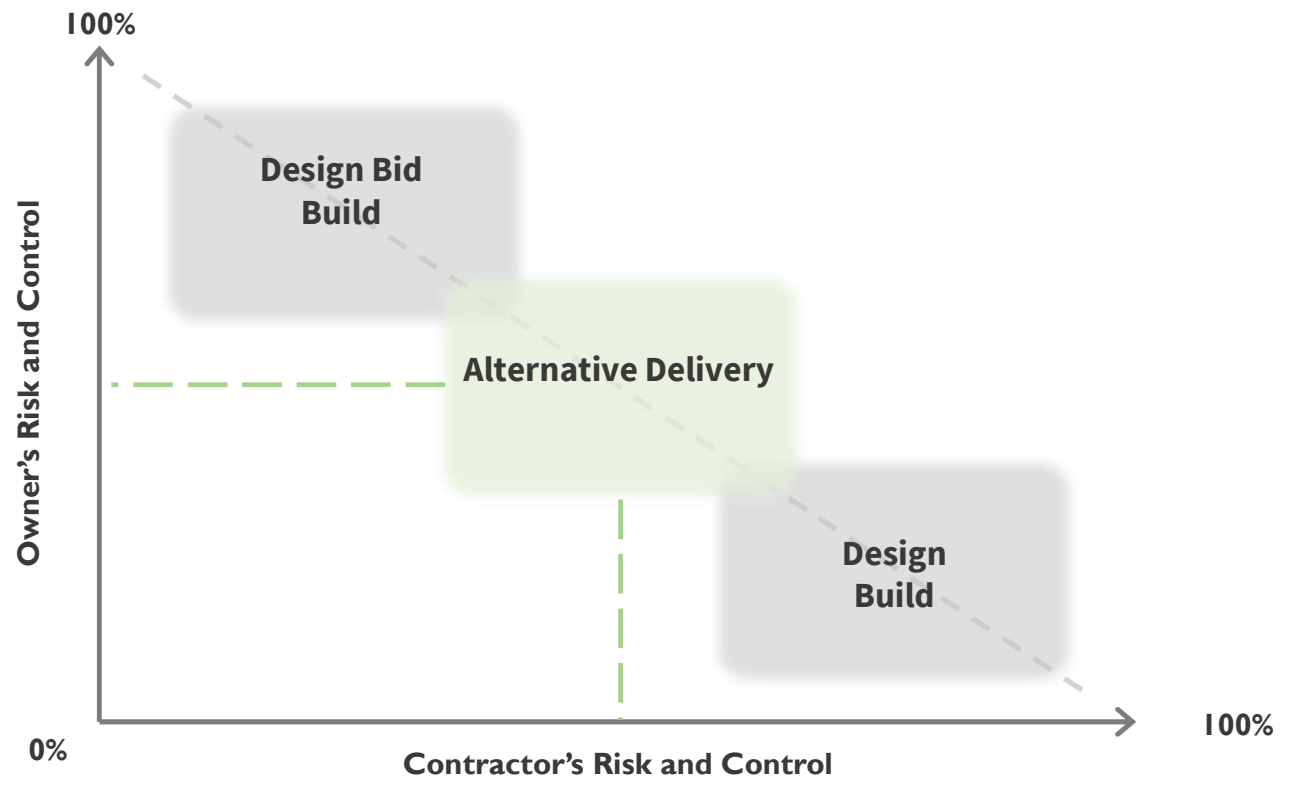 100%
Design Bid
Build
Owner's Risk and Control
Alternative Delivery
Design
Build
0%
100%
Contractor's Risk and Control